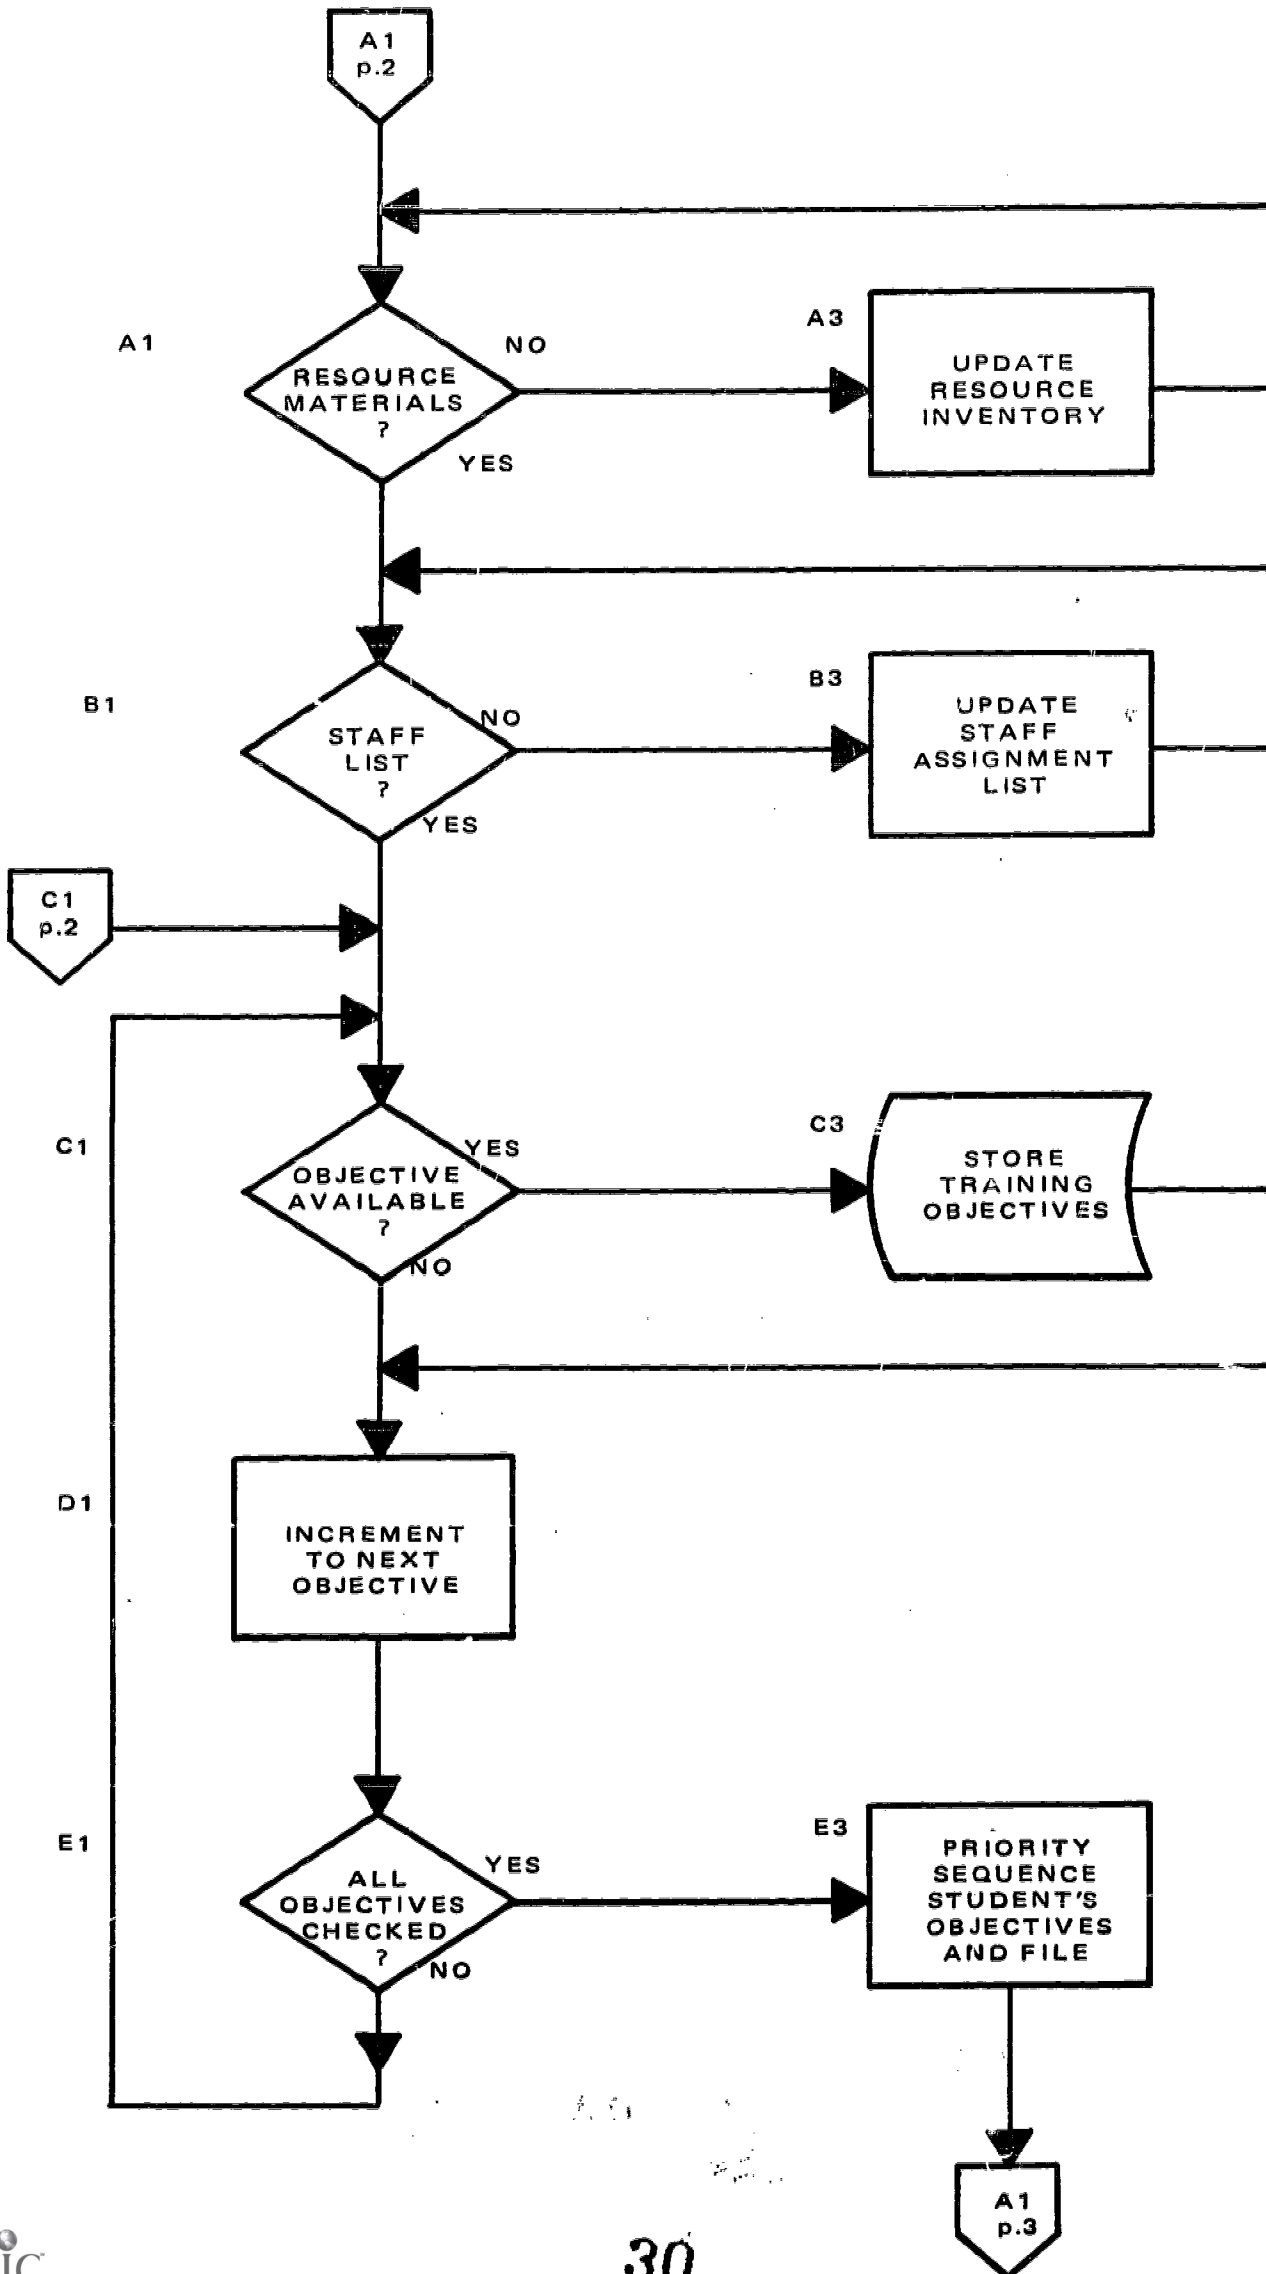 A1
p.2
A1
RESOURCE
MATERIALS
?
NO
YES
A3
UPDATE
RESOURCE
INVENTORY
B1
STAFF
LIST
?
NO
YES
B3
UPDATE
STAFF
ASSIGNMENT
LIST
C1
p.2
C1
OBJECTIVE
AVAILABLE
?
YES
NO
C3
STORE
TRAINING
OBJECTIVES
D1
INCREMENT
TO NEXT
OBJECTIVE
E1
ALL
OBJECTIVES
CHECKED
?
YES
NO
E3
PRIORITY
SEQUENCE
STUDENT'S
OBJECTIVES
AND FILE
A1
p.3
30